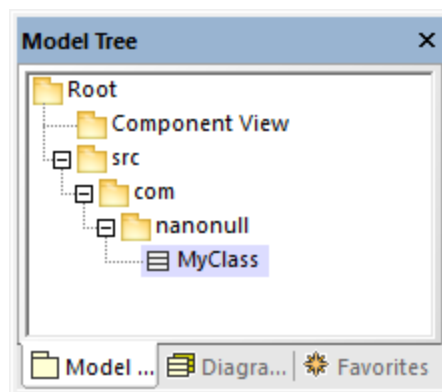 Model Tree
Root
Component View
src
com
nanonull
MyClass
Model ... Diagra... Favorites